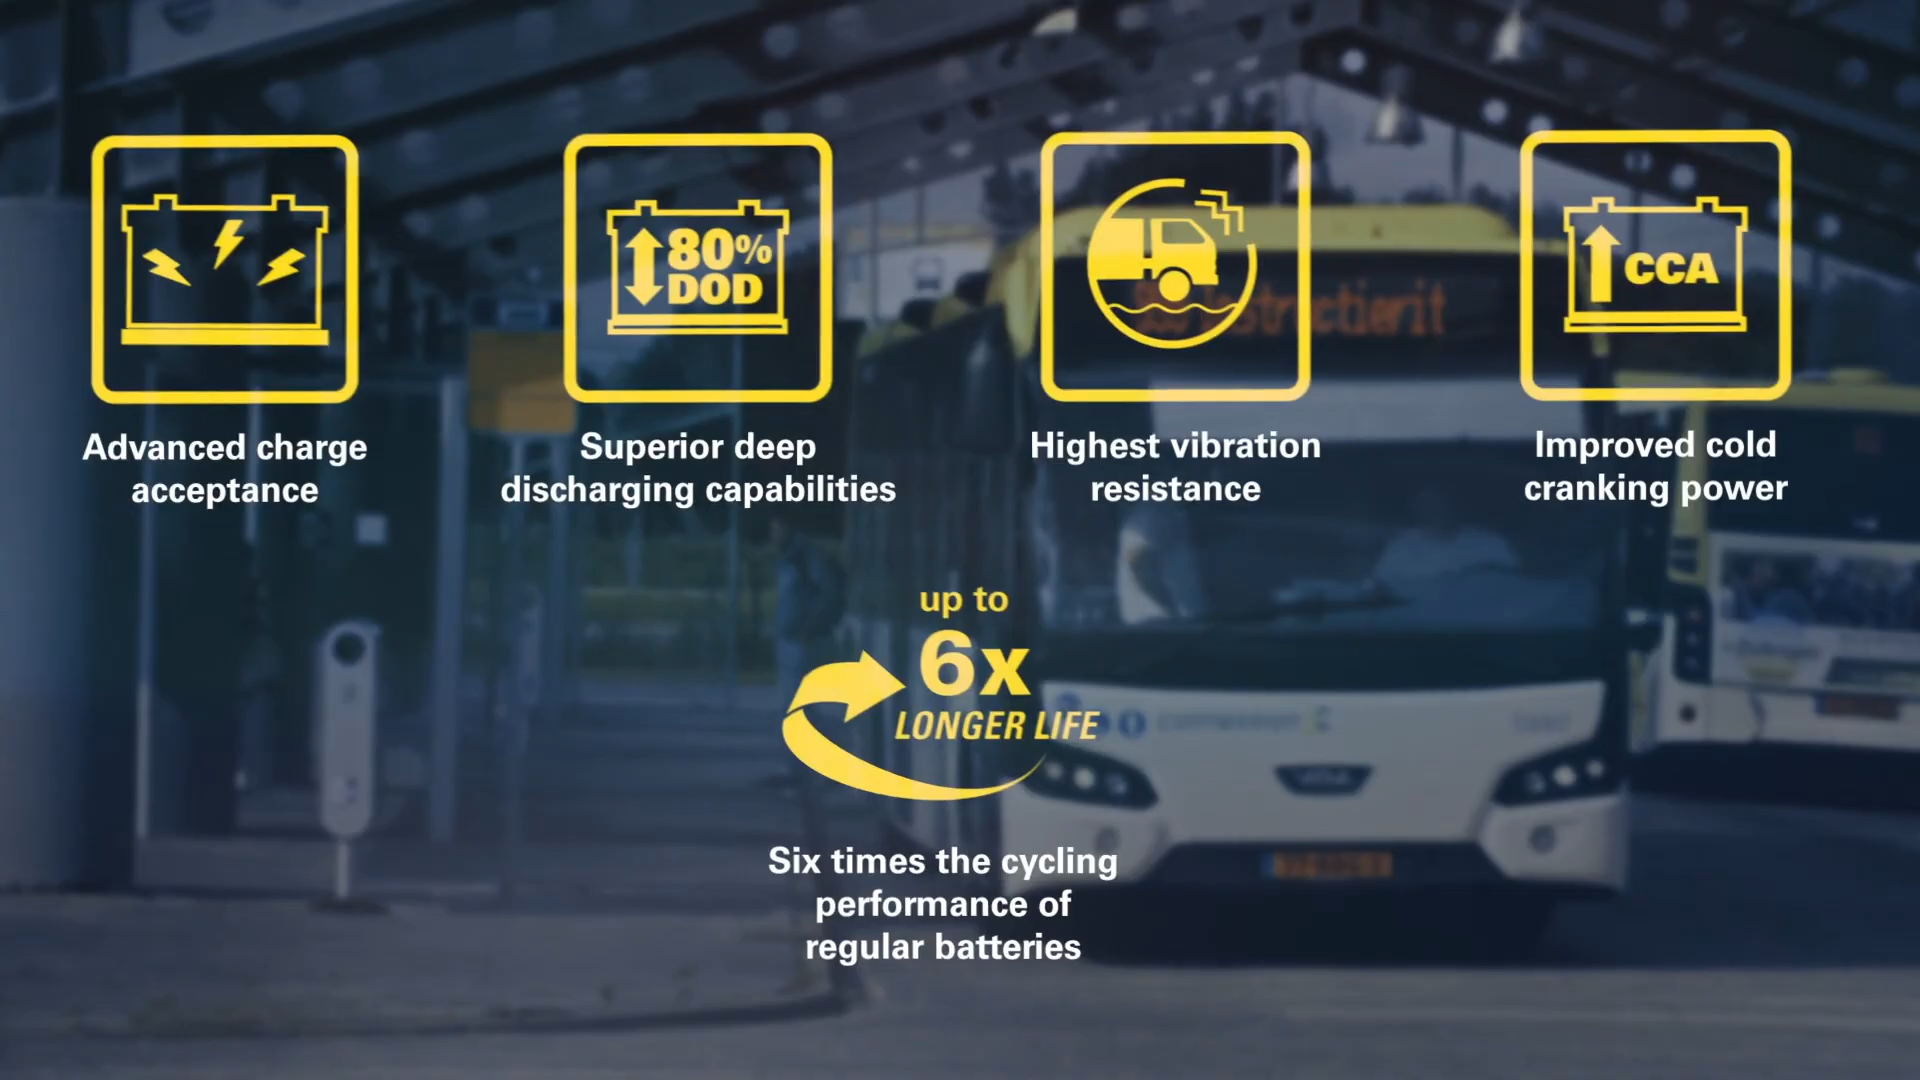 80%
DOD
CCA
Advanced charge
acceptance
Superior deep
discharging capabilities
Highest vibration
resistance
Improved cold
cranking power
up to
6x
LONGER LIFE
Six times the cycling
performance of
regular batteries